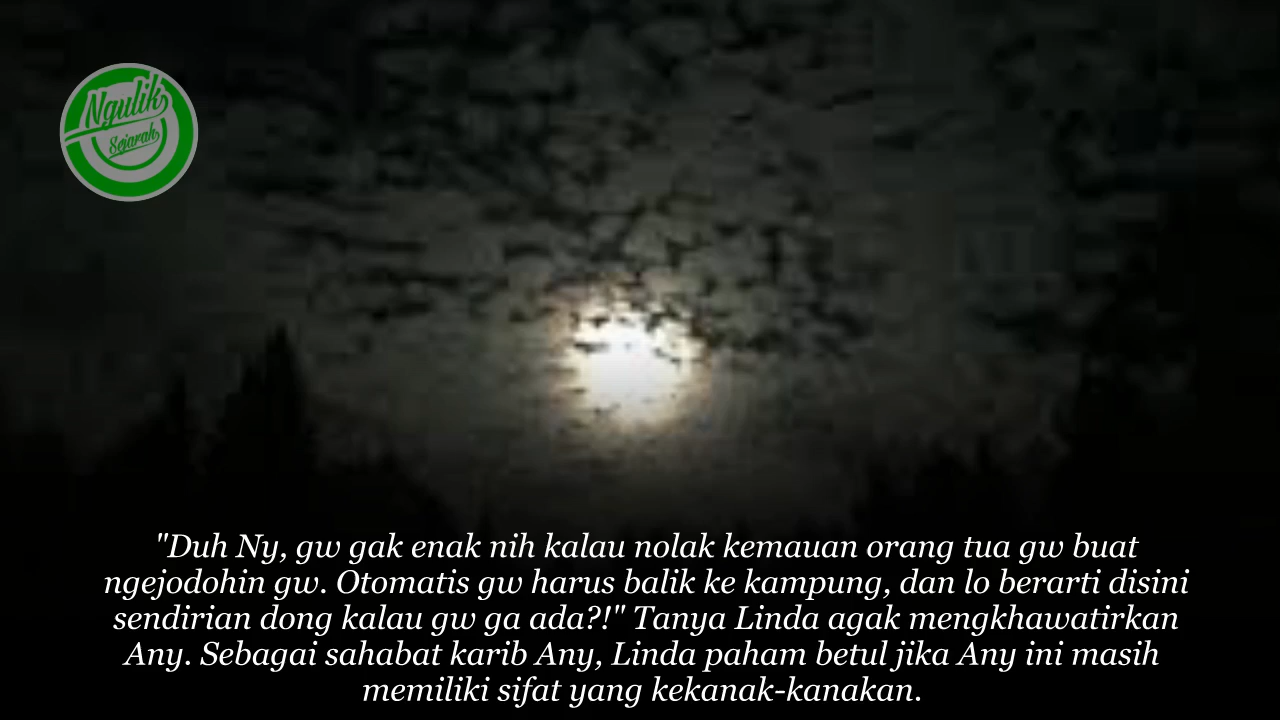 Ngulik
Sejarah
"Duh Ny, gw gak enak nih kalau nolak kemauan orang tua gw buat
ngejodohin gw. Otomatis gw harus balik ke kampung, dan lo berarti disini
sendirian dong kalau gw ga ada?!" Tanya Linda agak mengkhawatirkan
Any. Sebagai sahabat karib Any, Linda paham betul jika Any ini masih
memiliki sifat yang kekanak-kanakan.